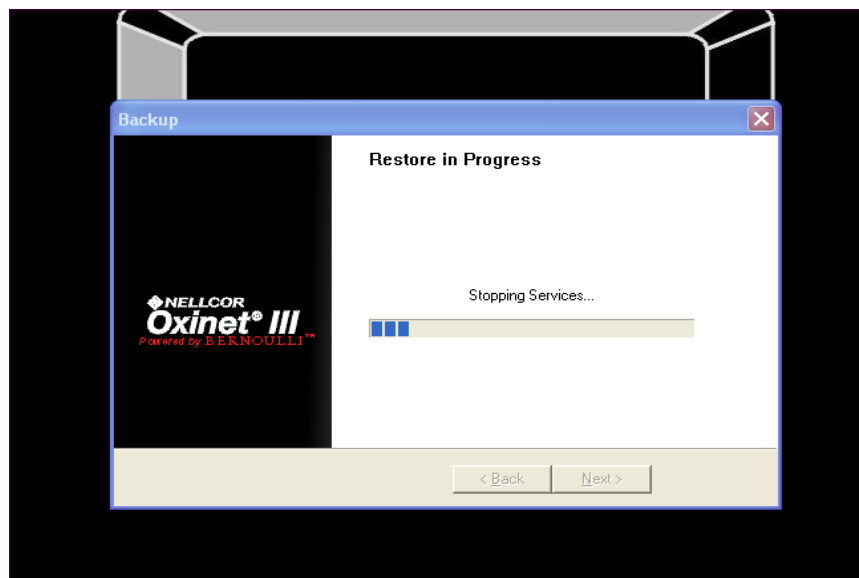 Backup
Restore in Progress
Stopping Services...
NELLCOR
Oxinet® III
Powered by BERNOULLI™
< Back
Next >